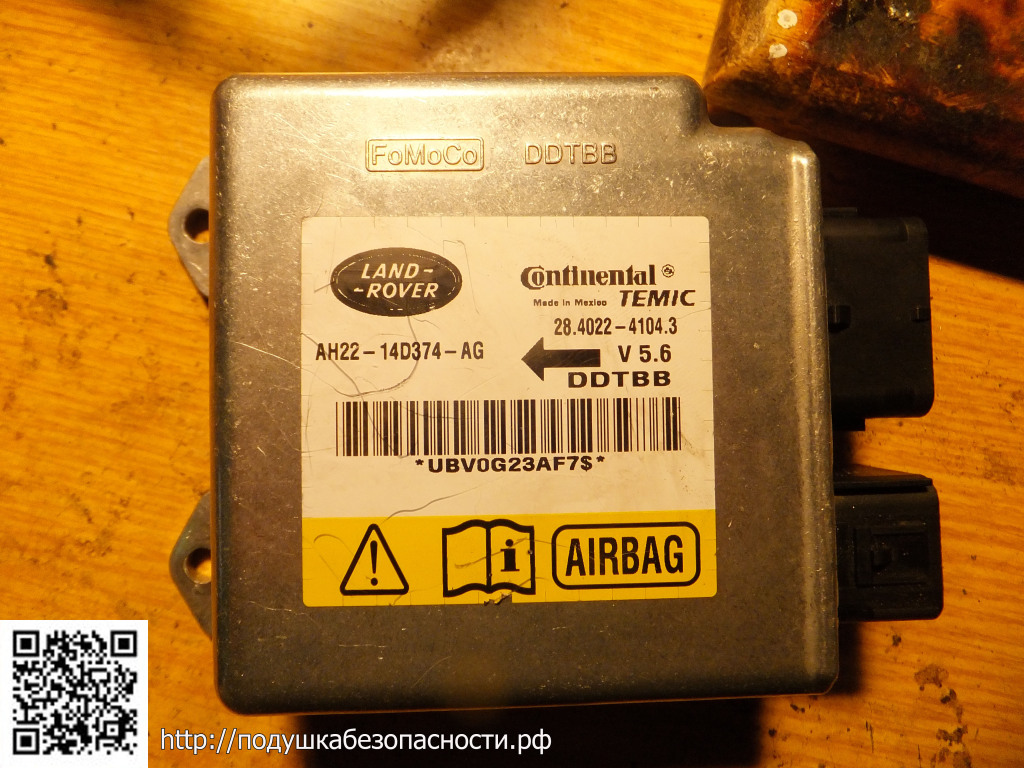 FoMoCo DDTBB
LAND-
-ROVER
Continental
Made in Mexico TEMIC
28.4022-4104.3
AH22-14D374-AG
V 5.6
DDTBB
*UBV0G23AF7$*
AIRBAG
http://подушкабезопасности.рф